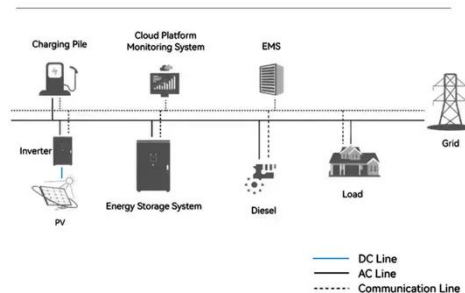 Charging Pile
Cloud Platform
Monitoring System
EMS
Grid
Inverter
PV
Energy Storage System
Diesel
Load
DC Line
AC Line
Communication Line